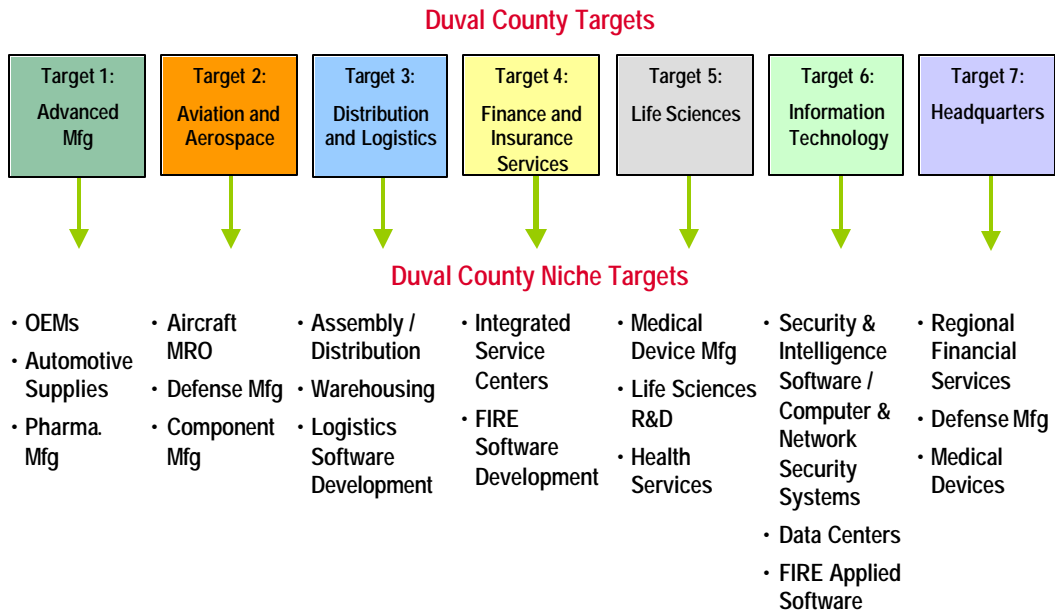 Duval County Targets
Target 1:
Advanced
Mfg
Target 2:
Aviation and
Aerospace
Target 3:
Distribution
and Logistics
Target 4:
Finance and
Insurance
Services
Target 5:
Life Sciences
Target 6:
Information
Technology
Target 7:
Headquarters
Duval County Niche Targets
• OEMs
• Automotive
Supplies
• Pharma.
Mfg
• Aircraft
MRO
• Defense Mfg
• Component
Mfg
• Assembly /
Distribution
• Warehousing
• Logistics
Software
Development
• Integrated
Service
Centers
• FIRE
Software
Development
• Medical
Device Mfg
• Life Sciences
R&D
• Health
Services
• Security &
Intelligence
Software /
Computer &
Network
Security
Systems
• Data Centers
• FIRE Applied
Software
• Regional
Financial
Services
• Defense Mfg
• Medical
Devices